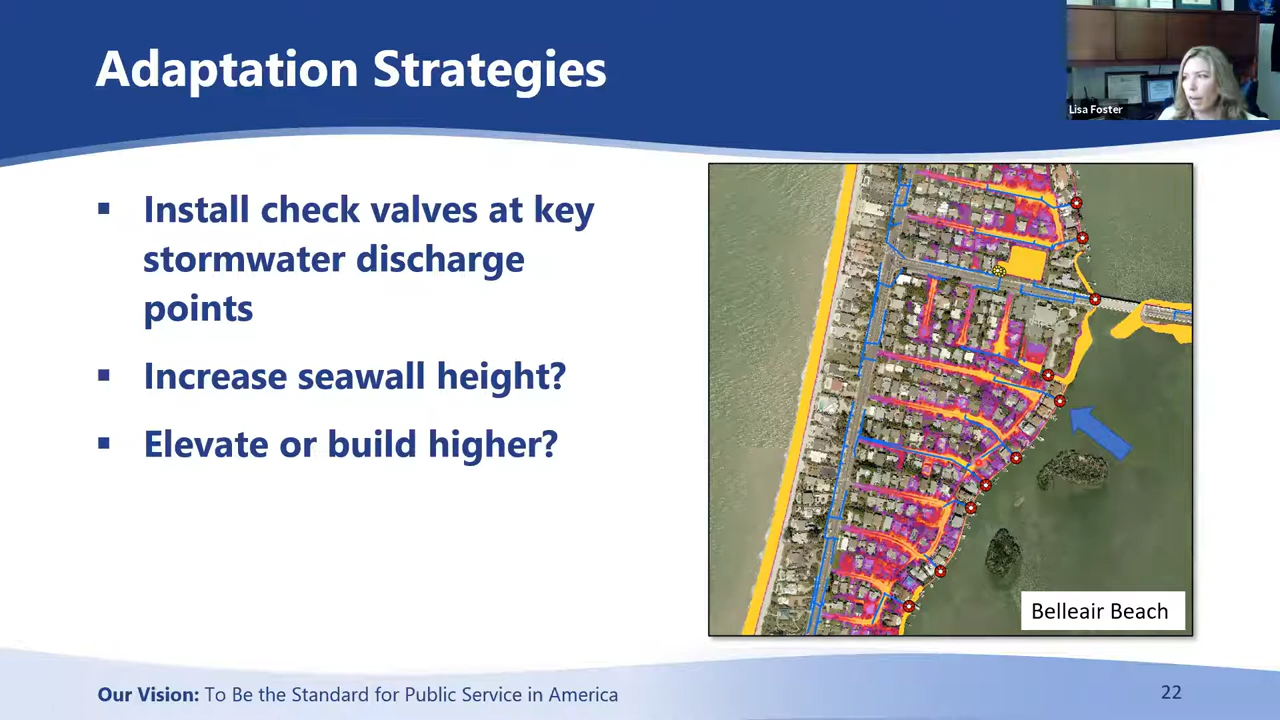 Adaptation Strategies
Lisa Foster
▪ Install check valves at key
stormwater discharge
points
▪ Increase seawall height?
▪ Elevate or build higher?
Belleair Beach
Our Vision: To Be the Standard for Public Service in America
22